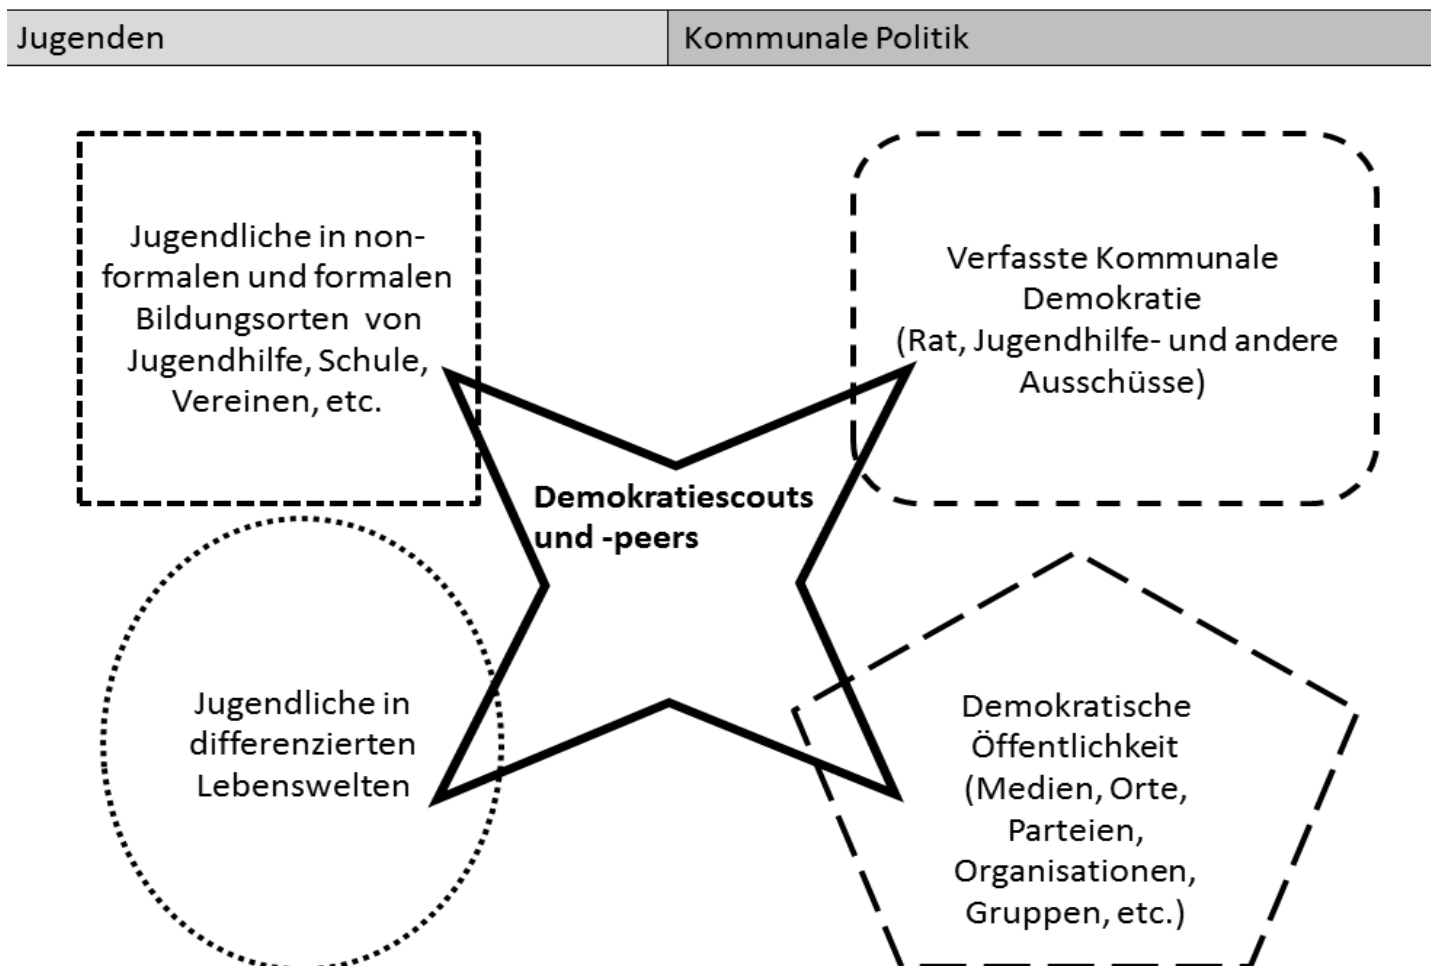 Jugenden
Kommunale Politik
Jugendliche in non-
formalen und formalen
Bildungsorten von
Jugendhilfe, Schule,
Vereinen, etc.
Verfasste Kommunale
Demokratie
(Rat, Jugendhilfe- und andere
Ausschüsse)
Demokratiescouts
und -peers
Jugendliche in
differenzierten
Lebenswelten
Demokratische
Öffentlichkeit
(Medien, Orte,
Parteien,
Organisationen,
Gruppen, etc.)